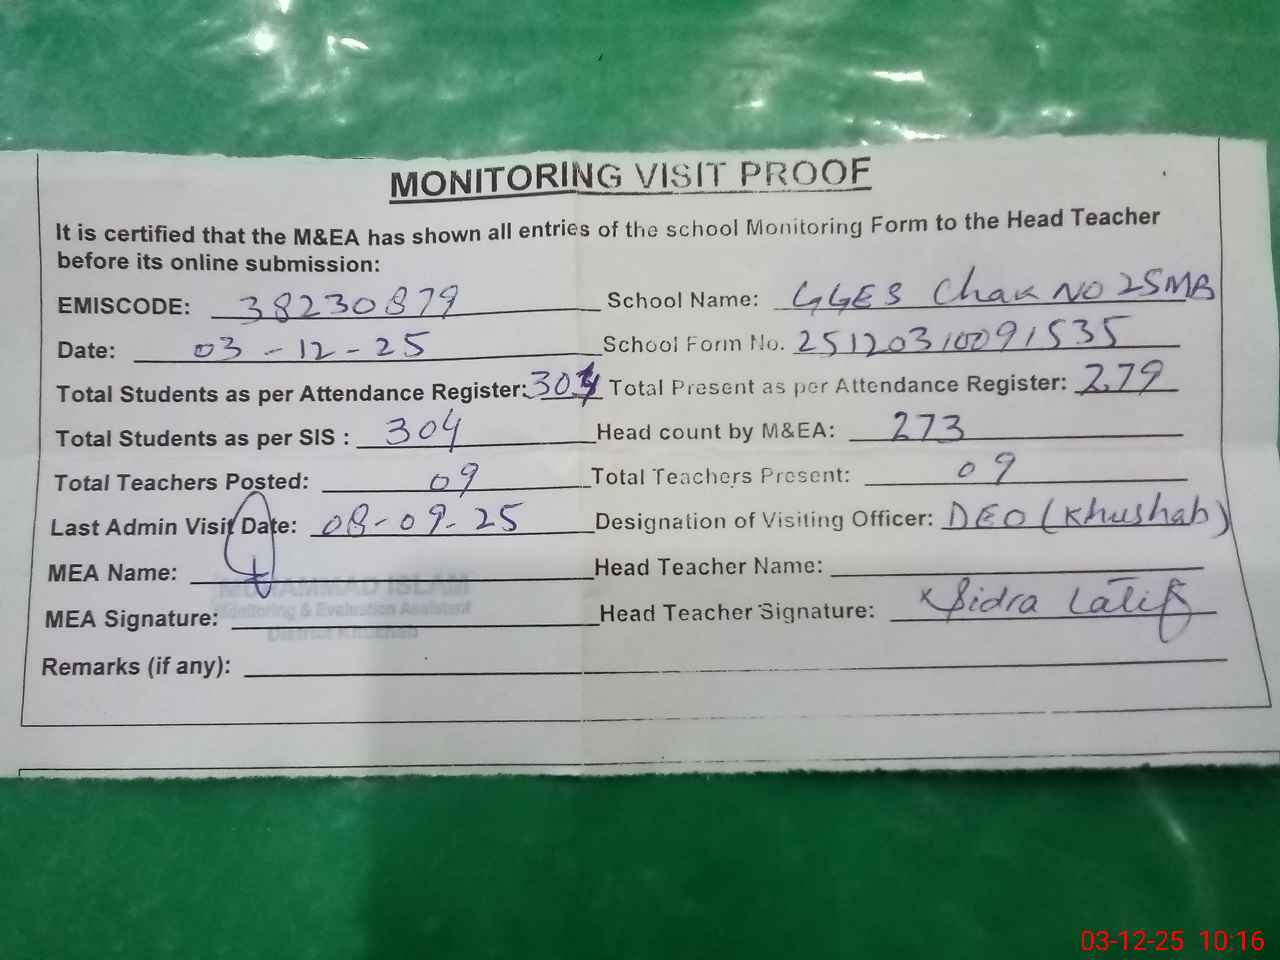 MONITORING VISIT PROOF
It is certified that the M&EA has shown all entries of the school Monitoring Form to the Head Teacher
before its online submission:
EMISCODE: 38230879 School Name: GGES Chak NO 25MB
Date: 03-12-25 School Form No. 25120310091535
Total Students as per Attendance Register: 304 Total Present as per Attendance Register: 279
Total Students as per SIS : 304 Head count by M&EA: 273
Total Teachers Posted: 09 Total Teachers Present: 09
Last Admin Visit Date: 08-09-25 Designation of Visiting Officer: DEO (Khushab)
MEA Name: Head Teacher Name:
MUHAMMAD ISLAM
Monitoring & Evaluation Assistant
District Khushab
MEA Signature: Head Teacher Signature: Sidra Latif
Remarks (if any):
03-12-25 10:16